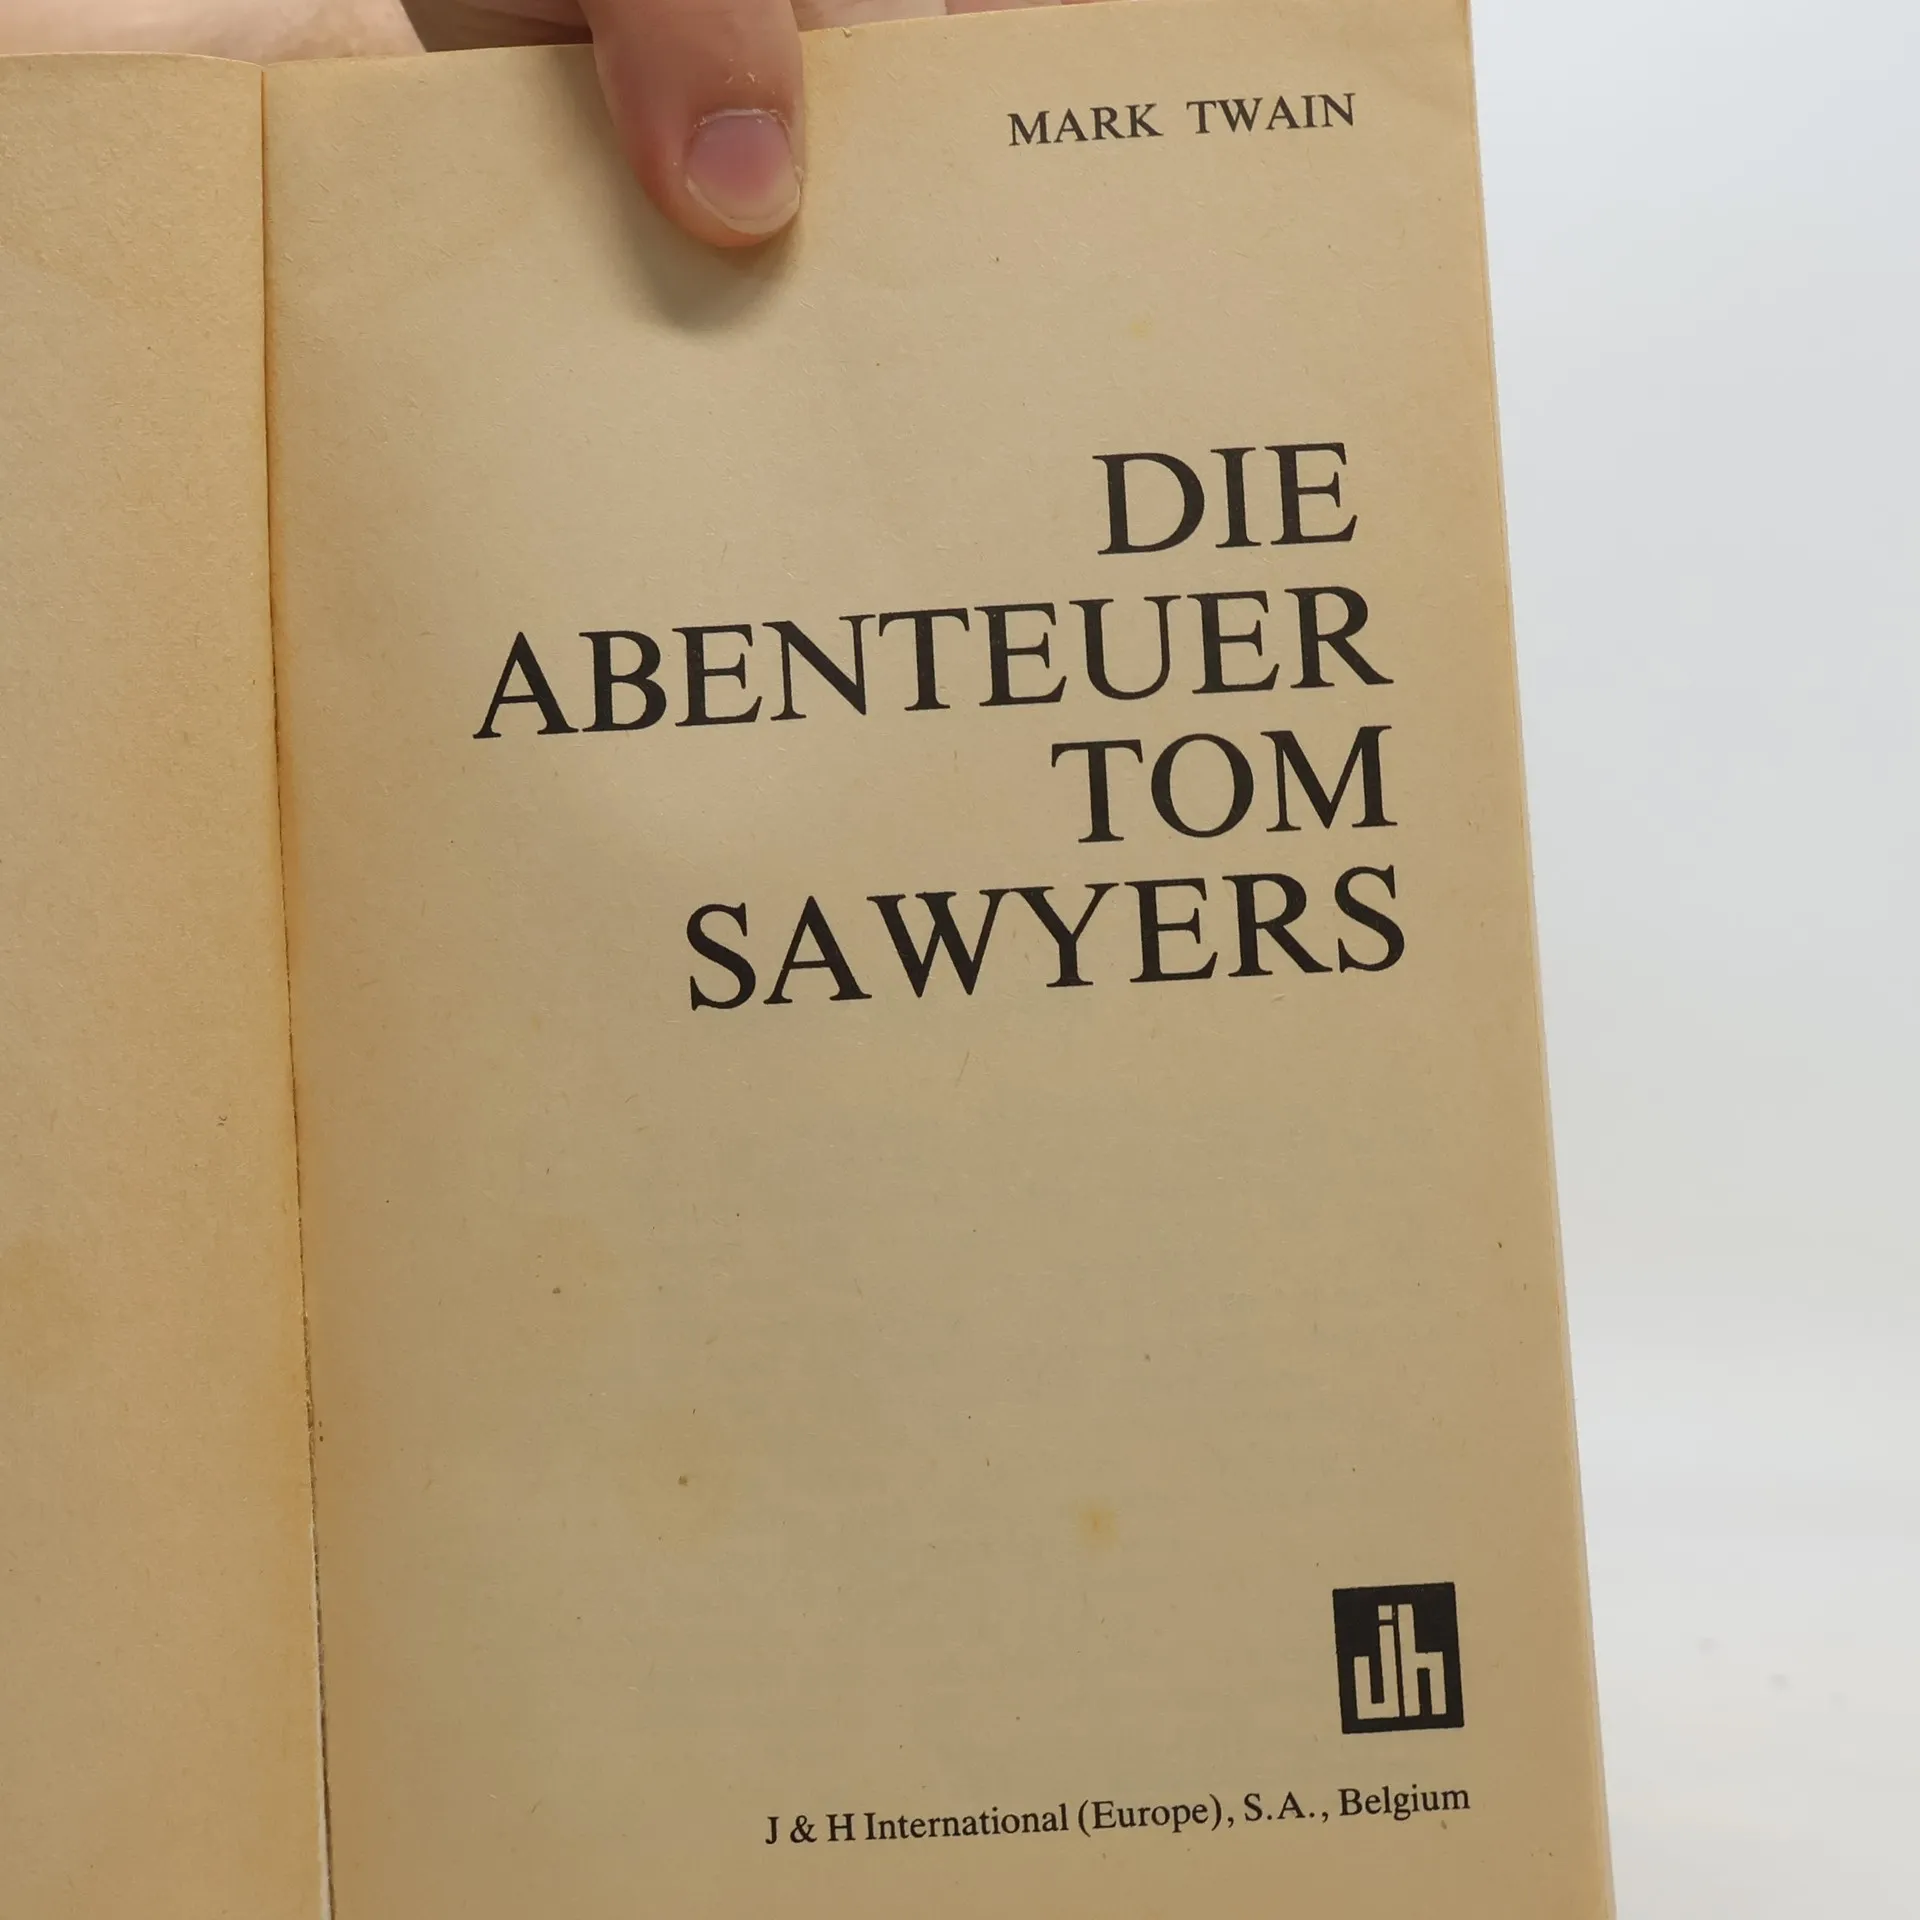 MARK TWAIN
DIE
ABENTEUER
TOM
SAWYERS
jh
J & H International (Europe), S.A., Belgium